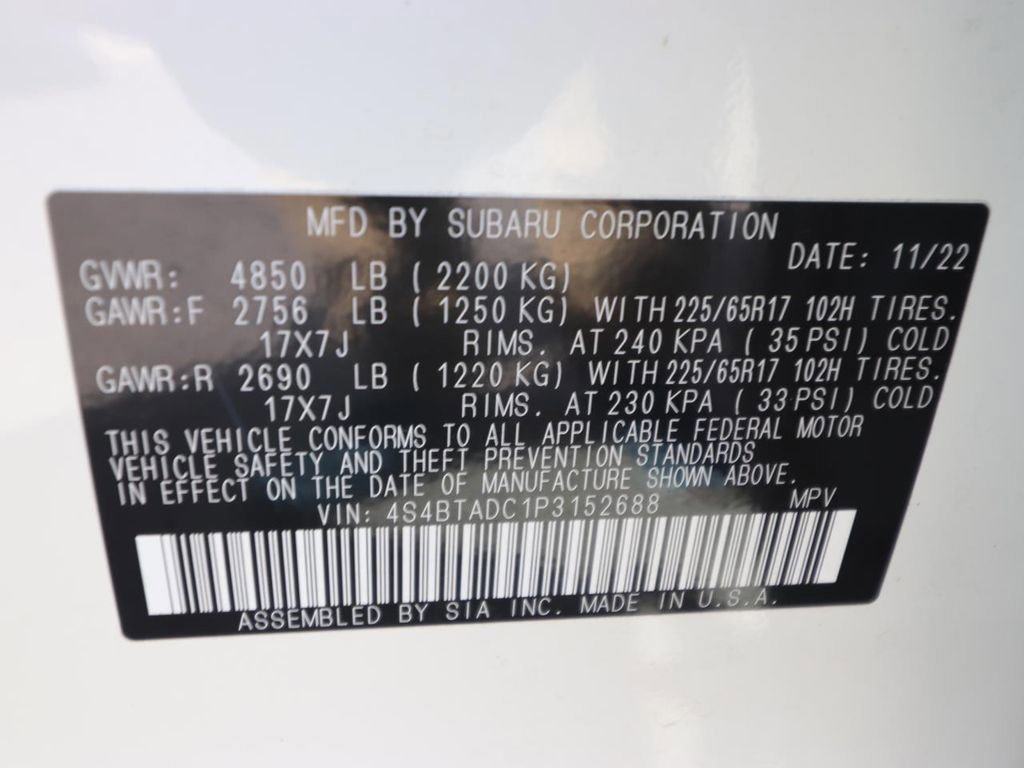 MFD BY SUBARU CORPORATION
DATE: 11/22
GVWR: 4850 LB ( 2200 KG)
GAWR:F 2756 LB ( 1250 KG) WITH 225/65R17 102H TIRES.
17X7J RIMS. AT 240 KPA ( 35 PSI) COLD
GAWR:R 2690 LB ( 1220 KG) WITH 225/65R17 102H TIRES.
17X7J RIMS. AT 230 KPA ( 33 PSI) COLD
THIS VEHICLE CONFORMS TO ALL APPLICABLE FEDERAL MOTOR
VEHICLE SAFETY AND THEFT PREVENTION STANDARDS
IN EFFECT ON THE DATE OF MANUFACTURE SHOWN ABOVE.
VIN: 4S4BTADC1P3152688 MPV
ASSEMBLED BY SIA INC. MADE IN U.S.A.